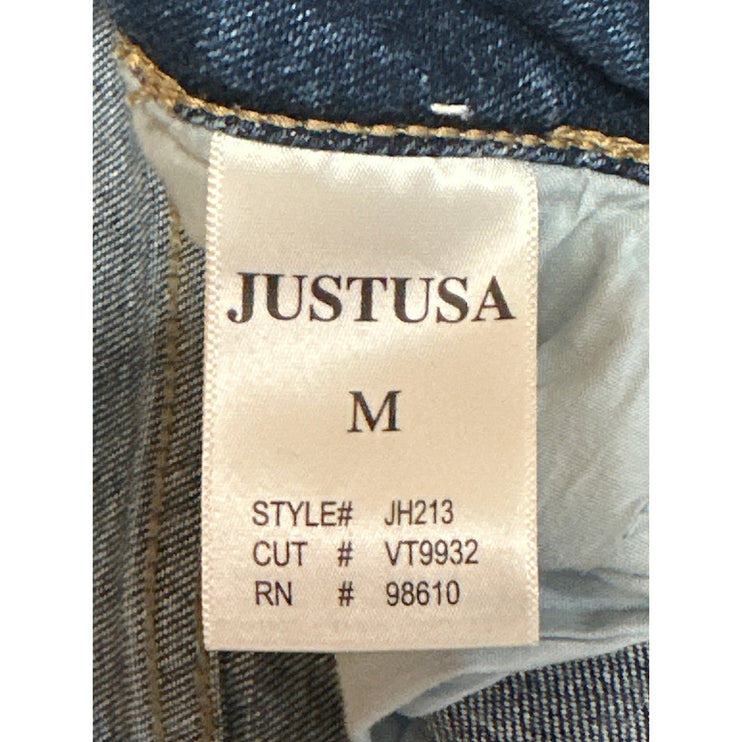 JUSTUSA
M
STYLE# JH213
CUT # VT9932
RN # 98610